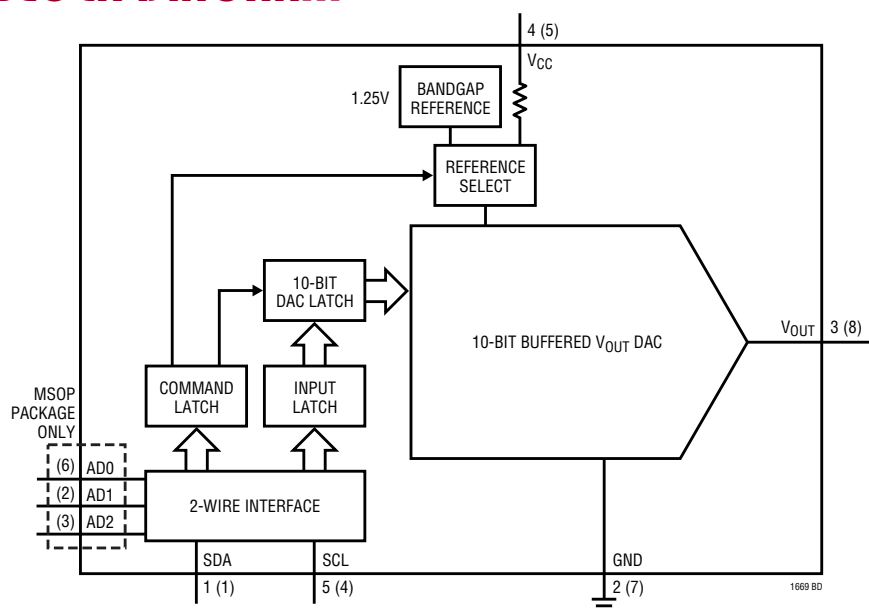 4 (5)
VCC
1.25V
BANDGAP
REFERENCE
REFERENCE
SELECT
10-BIT
DAC LATCH
10-BIT BUFFERED VOUT DAC
VOUT 3 (8)
COMMAND
LATCH
INPUT
LATCH
MSOP
PACKAGE
ONLY
(6) AD0
(2) AD1
(3) AD2
2-WIRE INTERFACE
SDA
1 (1)
SCL
5 (4)
GND
2 (7)
1669 BD